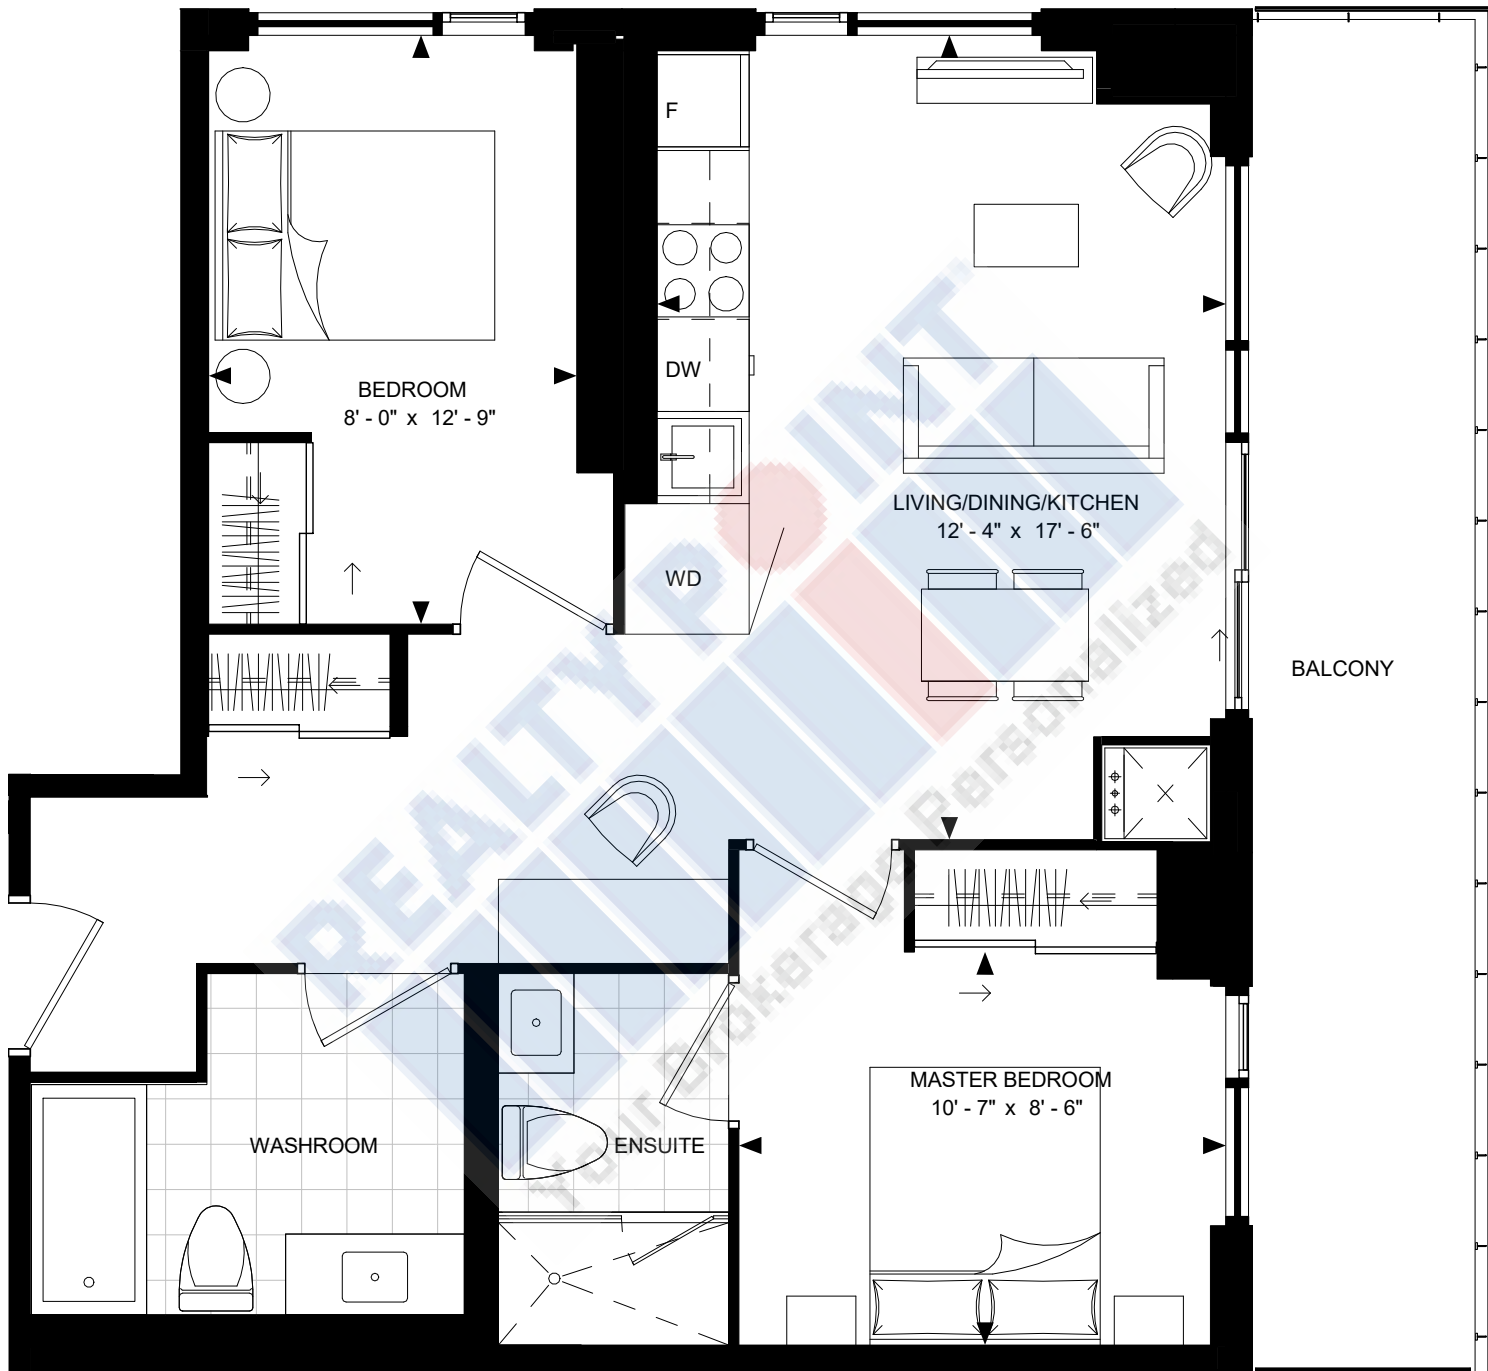 F
DW
BEDROOM
8' - 0" x 12' - 9"
LIVING/DINING/KITCHEN
12' - 4" x 17' - 6"
WD
BALCONY
REALTY POINT
Your Brokerage Personalized
MASTER BEDROOM
10' - 7" x 8' - 6"
WASHROOM
ENSUITE